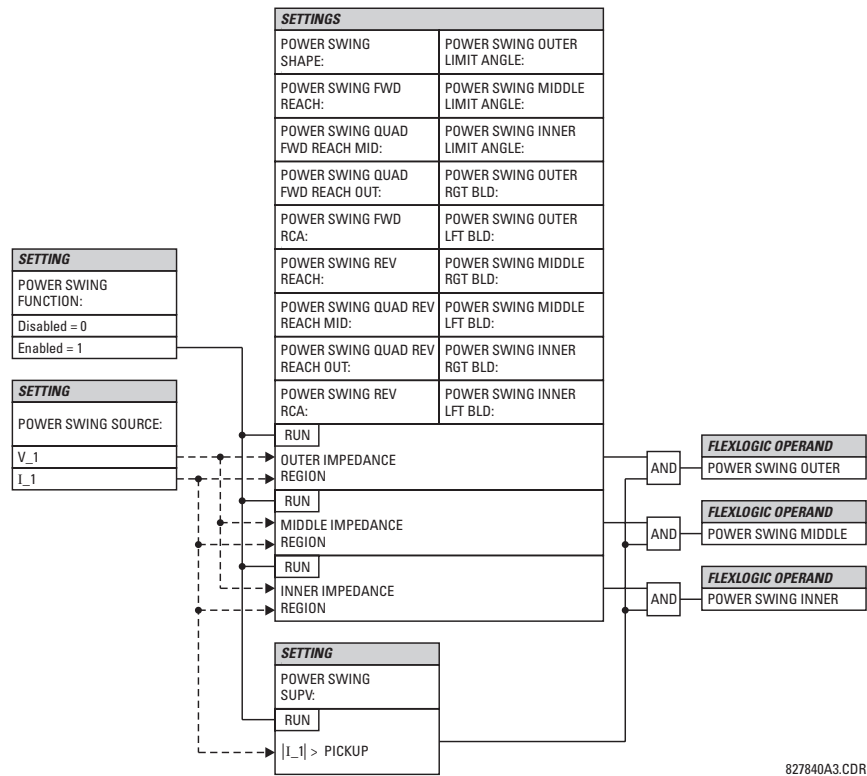 SETTINGS
POWER SWING
SHAPE:
POWER SWING OUTER
LIMIT ANGLE:
POWER SWING FWD
REACH:
POWER SWING MIDDLE
LIMIT ANGLE:
POWER SWING QUAD
FWD REACH MID:
POWER SWING INNER
LIMIT ANGLE:
POWER SWING QUAD
FWD REACH OUT:
POWER SWING OUTER
RGT BLD:
POWER SWING FWD
RCA:
POWER SWING OUTER
LFT BLD:
POWER SWING REV
REACH:
POWER SWING MIDDLE
RGT BLD:
POWER SWING QUAD REV
REACH MID:
POWER SWING MIDDLE
LFT BLD:
POWER SWING QUAD REV
REACH OUT:
POWER SWING INNER
RGT BLD:
POWER SWING REV
RCA:
POWER SWING INNER
LFT BLD:
SETTING
POWER SWING
FUNCTION:
Disabled = 0
Enabled = 1
SETTING
POWER SWING SOURCE:
V_1
I_1
RUN
OUTER IMPEDANCE
REGION
RUN
MIDDLE IMPEDANCE
REGION
RUN
INNER IMPEDANCE
REGION
AND
FLEXLOGIC OPERAND
POWER SWING OUTER
AND
FLEXLOGIC OPERAND
POWER SWING MIDDLE
AND
FLEXLOGIC OPERAND
POWER SWING INNER
SETTING
POWER SWING
SUPV:
RUN
|I_1| > PICKUP
827840A3.CDR